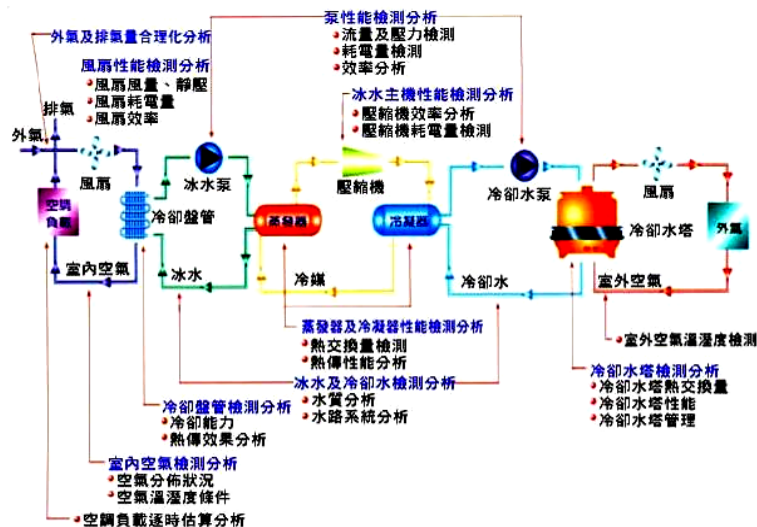 泵性能檢測分析
流量及壓力檢測
耗電量檢測
效率分析
外氣及排氣量合理化分析
風扇性能檢測分析
風扇風量、靜壓
風扇耗電量
風扇效率
冰水主機性能檢測分析
壓縮機效率分析
壓縮機耗電量檢測
排氣
外氣
風扇
冰水泵
壓縮機
冷卻水泵
風扇
空調
負載
冷卻盤管
蒸發器
冷凝器
冷卻水塔
外氣
室內空氣
冰水
冷媒
冷卻水
室外空氣
蒸發器及冷凝器性能檢測分析
熱交換量檢測
熱傳性能分析
室外空氣溫溼度檢測
冰水及冷卻水檢測分析
水質分析
水路系統分析
冷卻水塔檢測分析
冷卻水塔熱交換量
冷卻水塔性能
冷卻水塔管理
冷卻盤管檢測分析
冷卻能力
熱傳效果分析
室內空氣檢測分析
空氣分佈狀況
空氣溫溼度條件
空調負載逐時估算分析